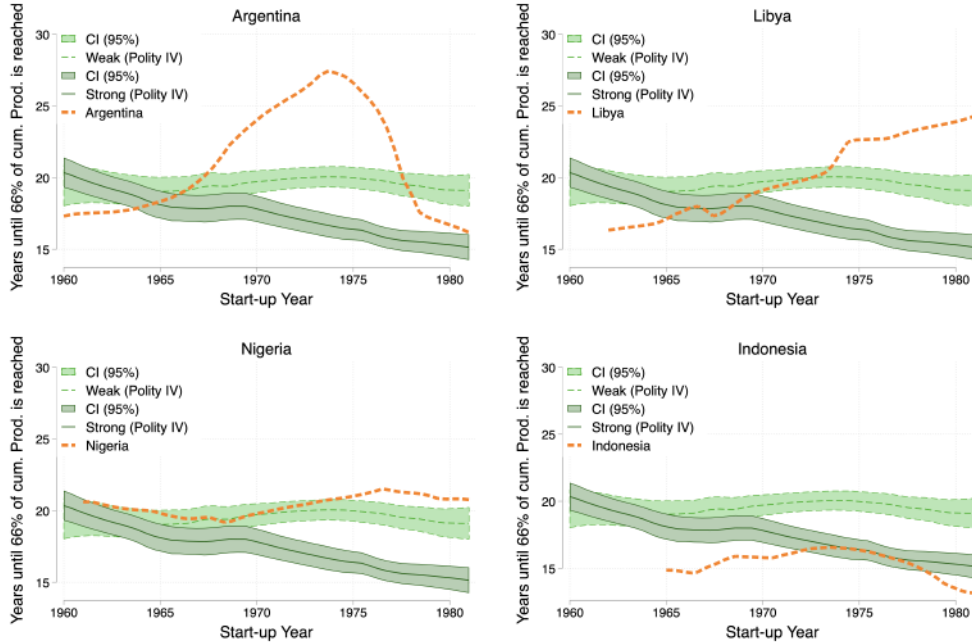 Argentina
Years until 66% of cum. Prod. is reached
30
25
20
15
CI (95%)
Weak (Polity IV)
CI (95%)
Strong (Polity IV)
Argentina
1960 1965 1970 1975 1980
Start-up Year
Libya
Years until 66% of cum. Prod. is reached
30
25
20
15
CI (95%)
Weak (Polity IV)
CI (95%)
Strong (Polity IV)
Libya
1960 1965 1970 1975 1980
Start-up Year
Nigeria
Years until 66% of cum. Prod. is reached
30
25
20
15
CI (95%)
Weak (Polity IV)
CI (95%)
Strong (Polity IV)
Nigeria
1960 1965 1970 1975 1980
Start-up Year
Indonesia
Years until 66% of cum. Prod. is reached
30
25
20
15
CI (95%)
Weak (Polity IV)
CI (95%)
Strong (Polity IV)
Indonesia
1960 1965 1970 1975 1980
Start-up Year